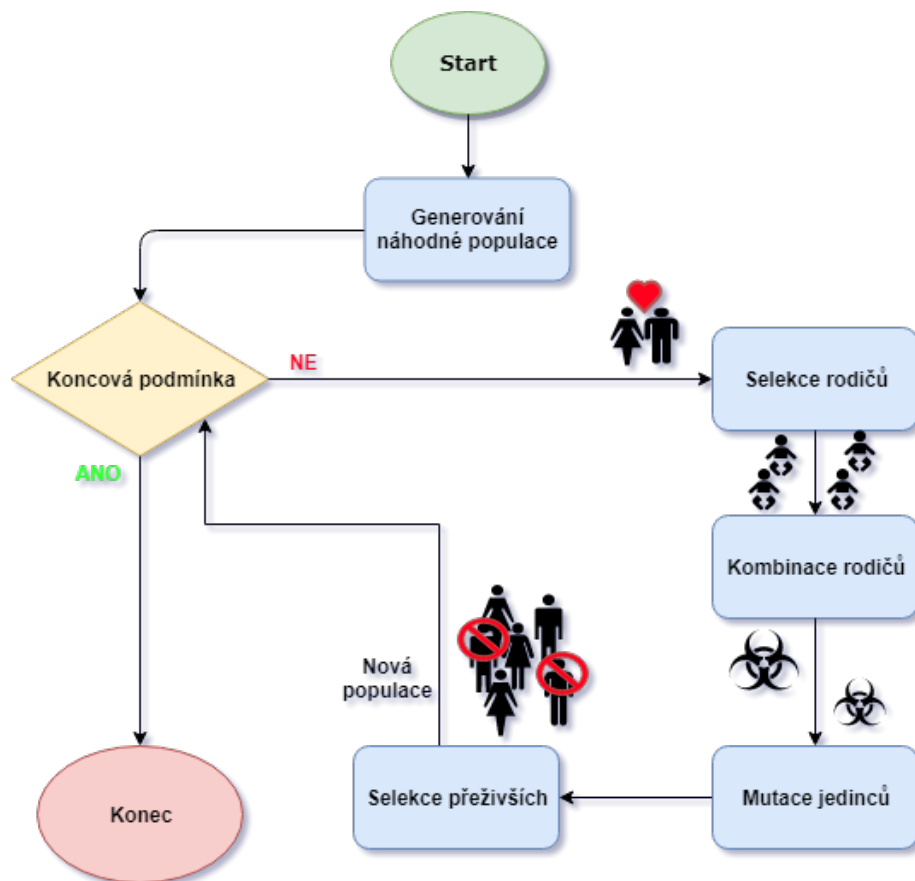 Start
Generování
náhodné populace
Koncová podmínka
NE
Selekce rodičů
ANO
Kombinace rodičů
Nová
populace
Konec
Selekce přeživších
Mutace jedinců